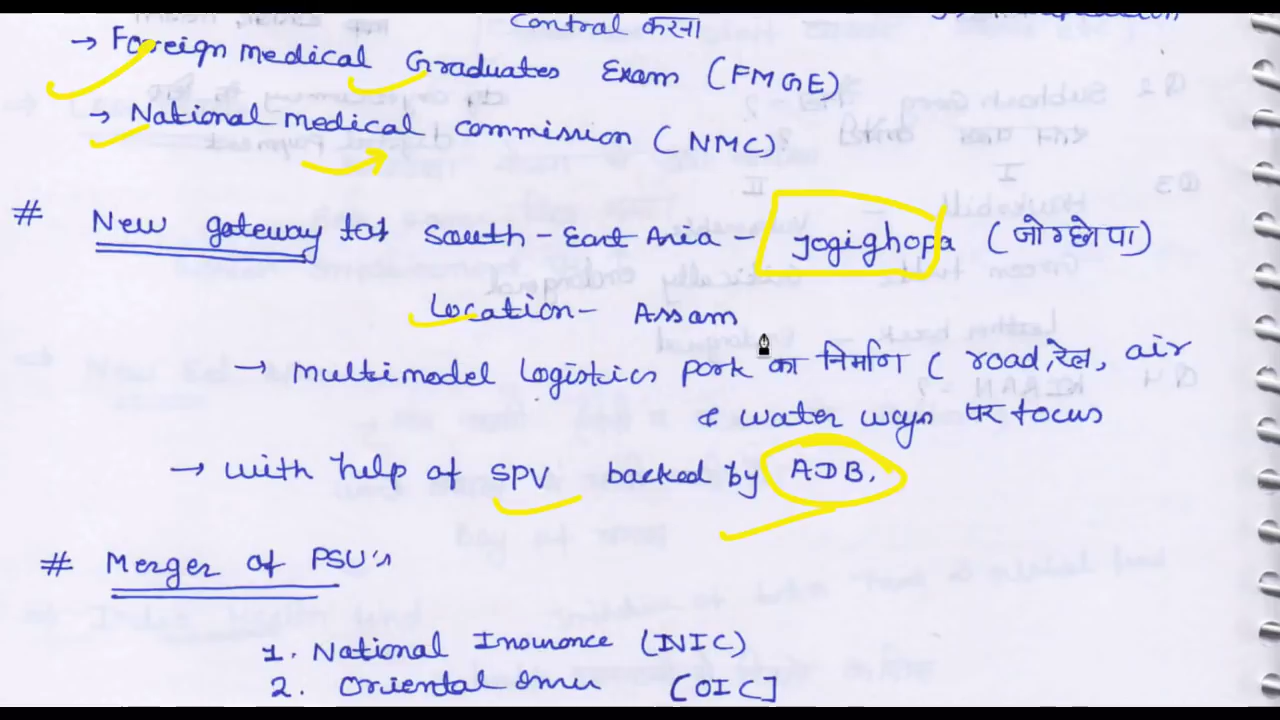 Control करना
→ Foreign medical Graduates Exam (FMGE)
→ National medical commission (NMC)
# New gateway for South-East Asia - Jogighopa (जोगीघोपा)
Location - Assam
→ multimodel logistics park का निर्माण ( road, रेल, air
& water ways पर focus
→ with help of SPV backed by ADB.
# Merger of PSU's
1. National Insurance (NIC)
2. Oriental (OIC]